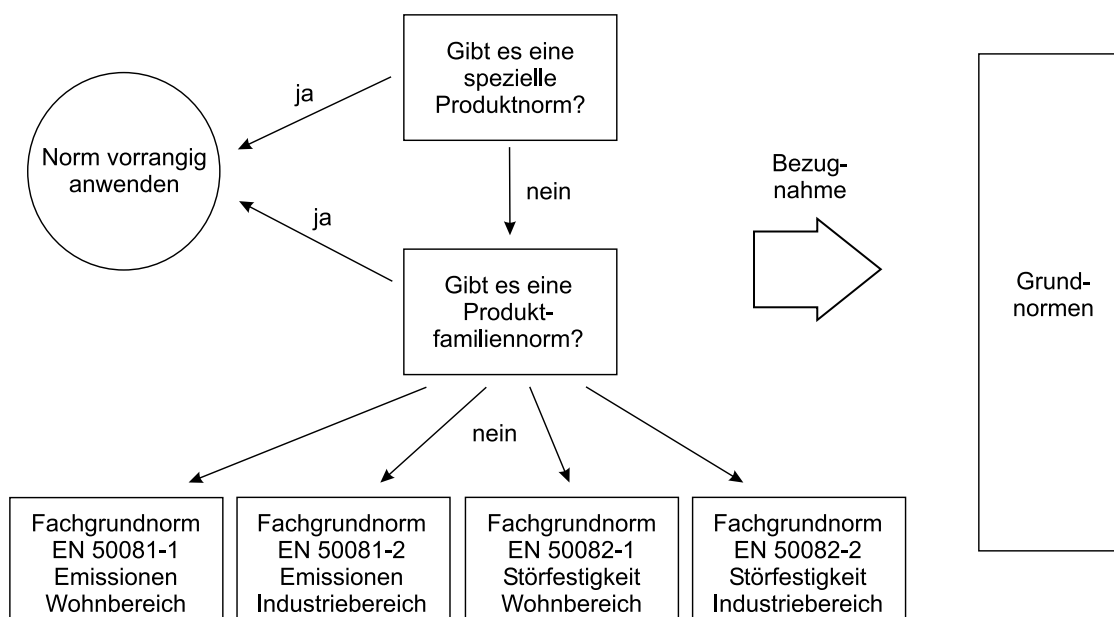 Gibt es eine
spezielle
Produktnorm?
ja
Norm vorrangig
anwenden
nein
ja
Gibt es eine
Produkt-
familiennorm?
nein
Fachgrundnorm
EN 50081-1
Emissionen
Wohnbereich
Fachgrundnorm
EN 50081-2
Emissionen
Industriebereich
Fachgrundnorm
EN 50082-1
Störfestigkeit
Wohnbereich
Fachgrundnorm
EN 50082-2
Störfestigkeit
Industriebereich
Bezug-
nahme
Grund-
normen